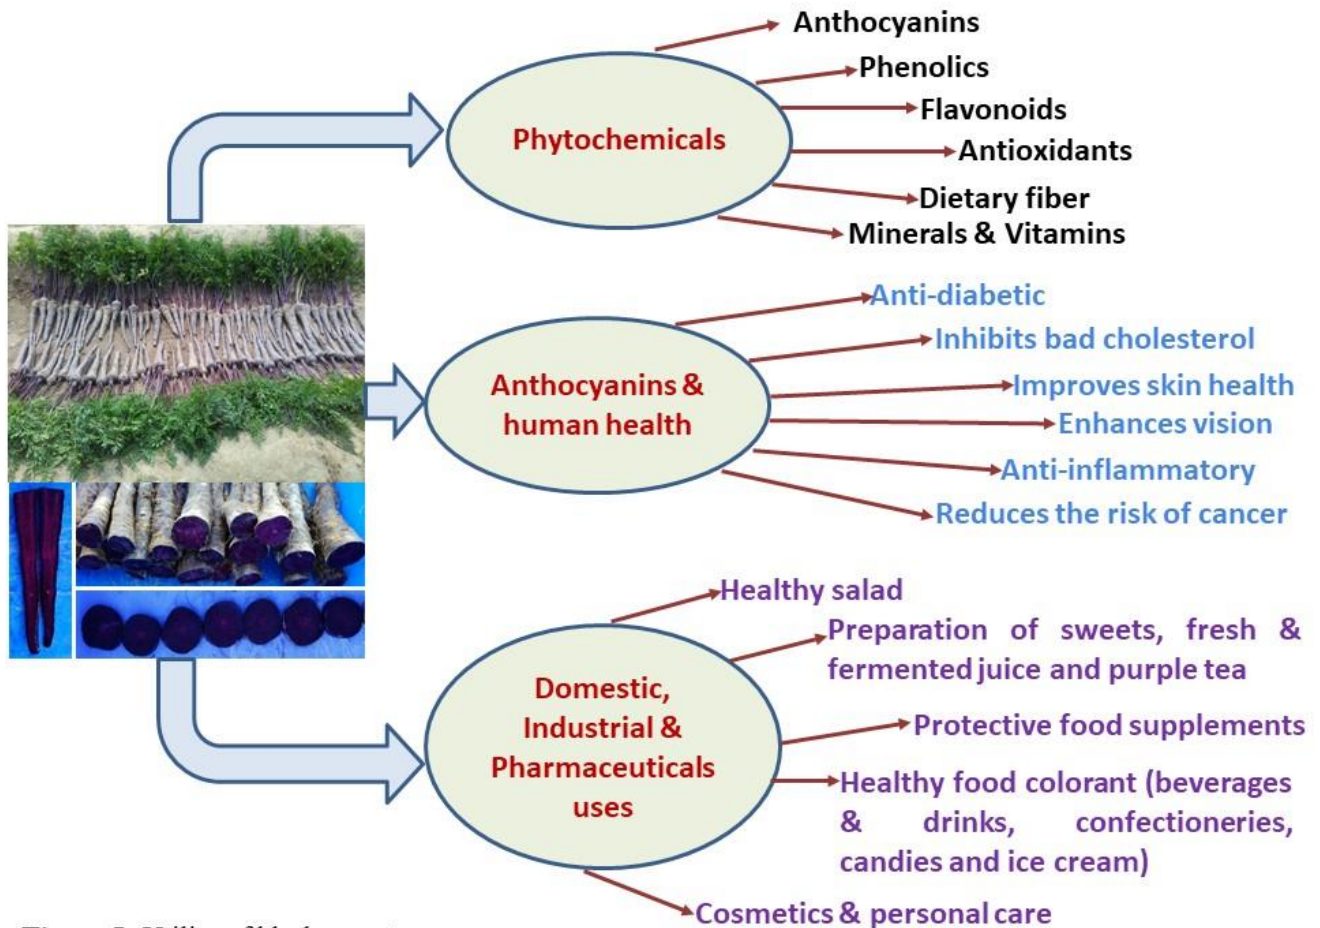 Anthocyanins
Phenolics
Flavonoids
Phytochemicals
Antioxidants
Dietary fiber
Minerals & Vitamins
Anti-diabetic
Inhibits bad cholesterol
Anthocyanins &
human health
Improves skin health
Enhances vision
Anti-inflammatory
Reduces the risk of cancer
Healthy salad
Preparation of sweets, fresh &
fermented juice and purple tea
Domestic,
Industrial &
Pharmaceuticals
uses
Protective food supplements
Healthy food colorant (beverages
& drinks, confectioneries,
candies and ice cream)
Cosmetics & personal care